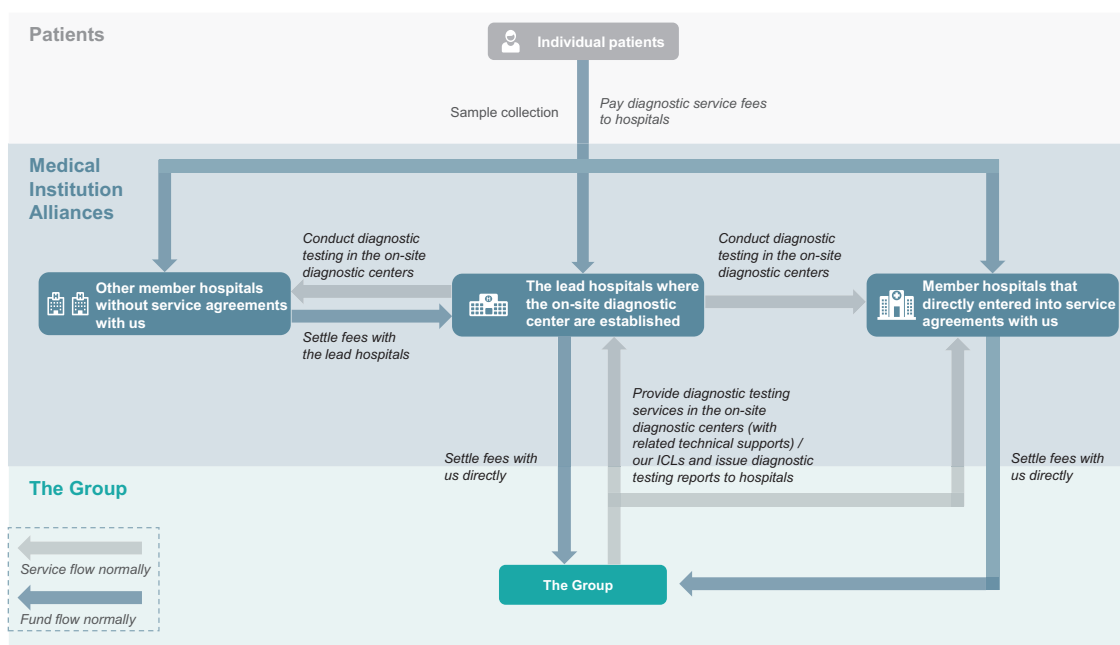 Patients
Individual patients
Sample collection
Pay diagnostic service fees
to hospitals
Medical
Institution
Alliances
Conduct diagnostic
testing in the on-site
diagnostic centers
Conduct diagnostic
testing in the on-site
diagnostic centers
Other member hospitals
without service agreements
with us
H
The lead hospitals where
the on-site diagnostic
center are established
Member hospitals that
directly entered into service
agreements with us
Settle fees with
the lead hospitals
Provide diagnostic testing
services in the on-site
diagnostic centers (with
related technical supports) /
our ICLs and issue diagnostic
testing reports to hospitals
Settle fees with
us directly
Settle fees with
us directly
The Group
Service flow normally
Fund flow normally
The Group